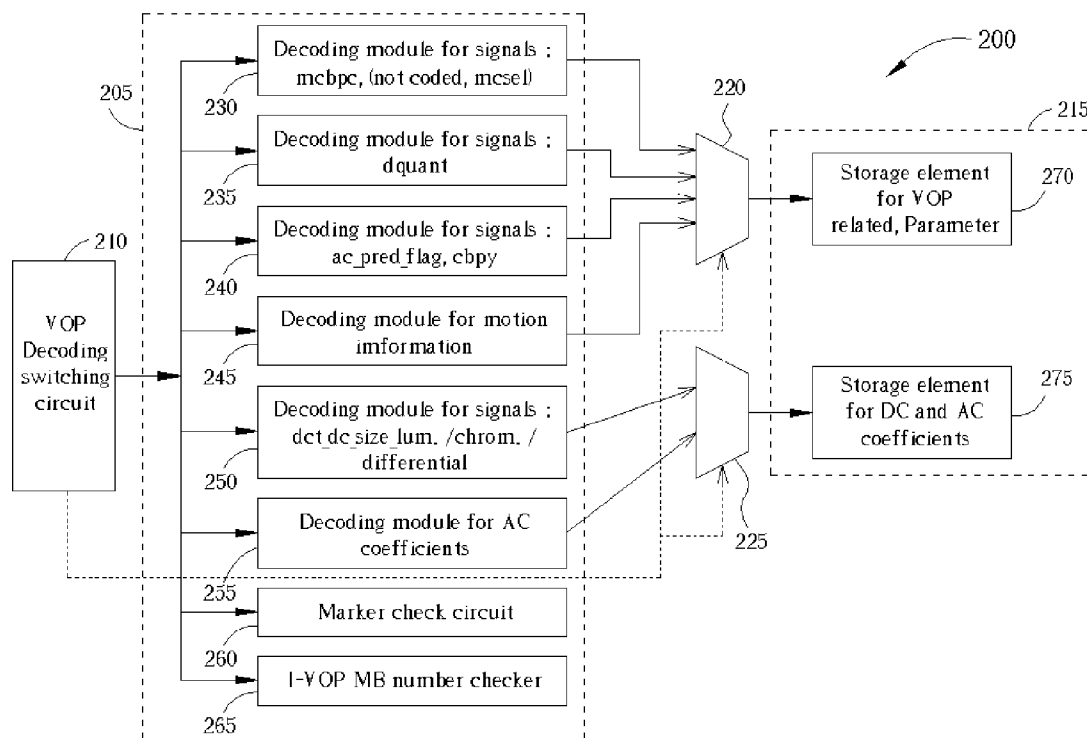 200
205
Decoding module for signals :
mcbpc, (not coded, mcsel)
230
Decoding module for signals :
dquant
235
Decoding module for signals :
ac_pred_flag, cbpy
240
Decoding module for motion
imformation
245
Decoding module for signals :
dct_dc_size_lum. /chrom. /
differential
250
Decoding module for AC
coefficients
255
Marker check circuit
260
I-VOP MB number checker
265
210
VOP
Decoding
switching
circuit
220
225
215
Storage element
for VOP
related, Parameter
270
Storage element
for DC and AC
coefficients
275